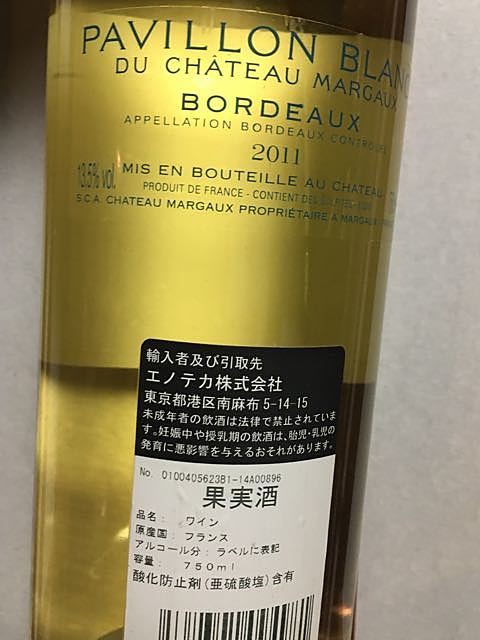 PAVILLON BLANC
DU CHÂTEAU MARGAUX
BORDEAUX
APPELLATION BORDEAUX CONTRÔLÉE
2011
13,5% vol.
MIS EN BOUTEILLE AU CHÂTEAU
PRODUIT DE FRANCE - CONTIENT DES SULFITES
S.C.A. CHATEAU MARGAUX PROPRIÉTAIRE A MARGAUX
輸入者及び引取先
エノテカ株式会社
東京都港区南麻布5-14-15
未成年者の飲酒は法律で禁止されていま
す。妊娠中や授乳期の飲酒は、胎児・乳児の
発育に悪影響を与えるおそれがあります。
No. 0100405623B1-14A00896
果実酒
品名: ワイン
原産国: フランス
アルコール分: ラベルに表記
容量: 750ml
酸化防止剤(亜硫酸塩)含有